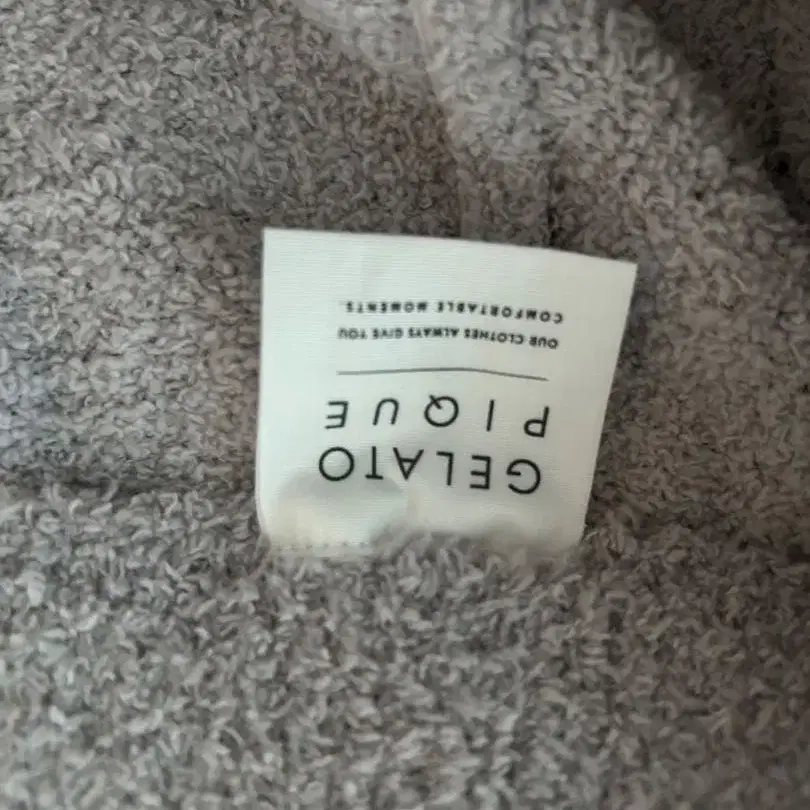 GELATO
PIQUE
OUR CLOTHES ALWAYS GIVE YOU
COMFORTABLE MOMENTS.